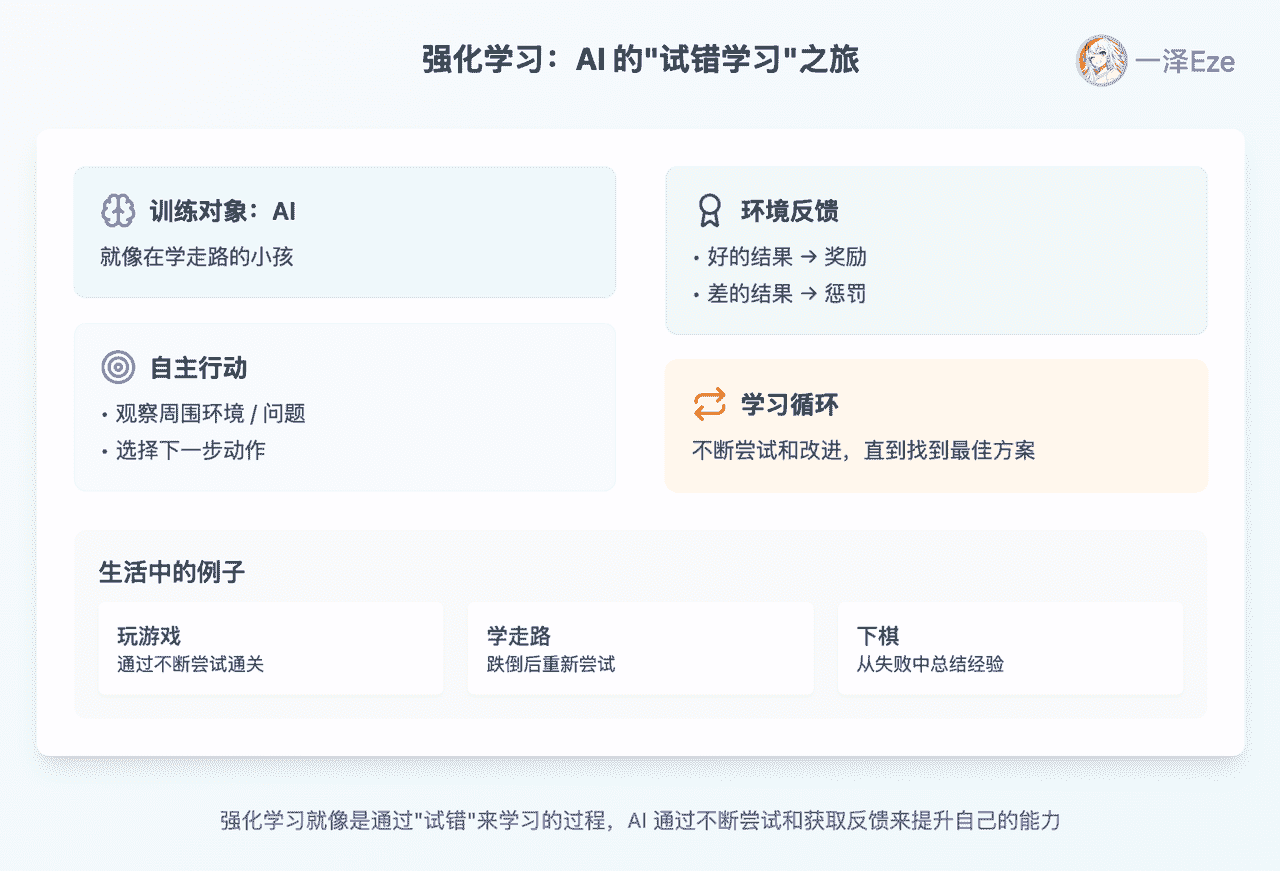 强化学习：AI 的"试错学习"之旅
一泽Eze
训练对象：AI
就像在学走路的小孩
自主行动
• 观察周围环境 / 问题
• 选择下一步动作
环境反馈
• 好的结果 → 奖励
• 差的结果 → 惩罚
学习循环
不断尝试和改进，直到找到最佳方案
生活中的例子
玩游戏
通过不断尝试通关
学走路
跌倒后重新尝试
下棋
从失败中总结经验
强化学习就像是通过"试错"来学习的过程，AI 通过不断尝试和获取反馈来提升自己的能力